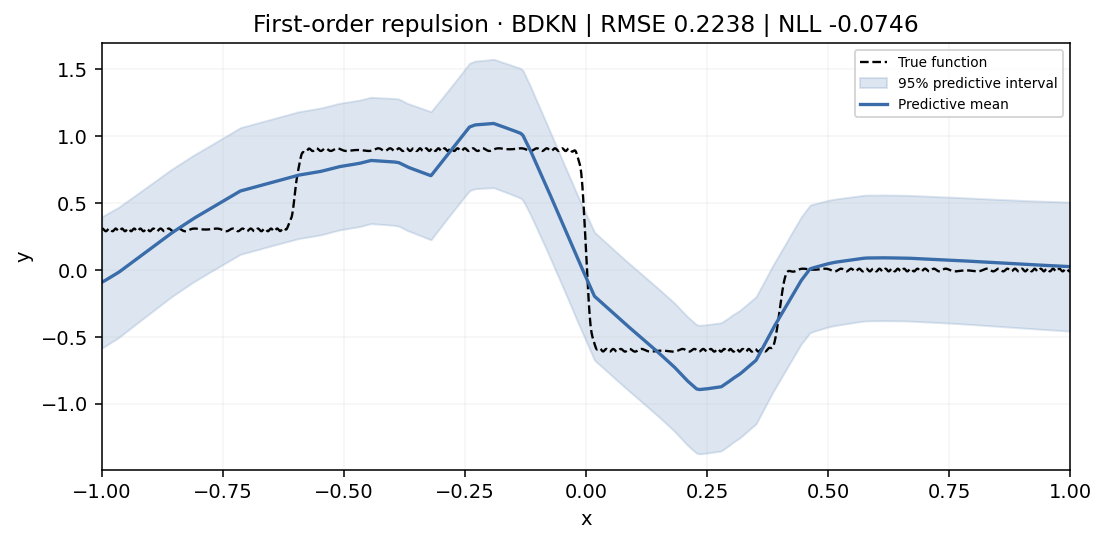 First-order repulsion · BDKN | RMSE 0.2238 | NLL -0.0746
True function
95% predictive interval
Predictive mean
1.5
1.0
0.5
0.0
−0.5
−1.0
y
−1.00 −0.75 −0.50 −0.25 0.00 0.25 0.50 0.75 1.00
x